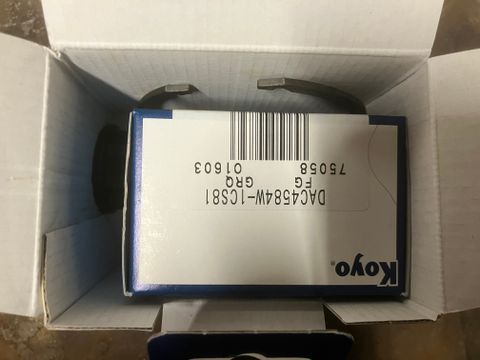 Koyo®
DAC4584W-1CS81
FG GRQ
75058 01603